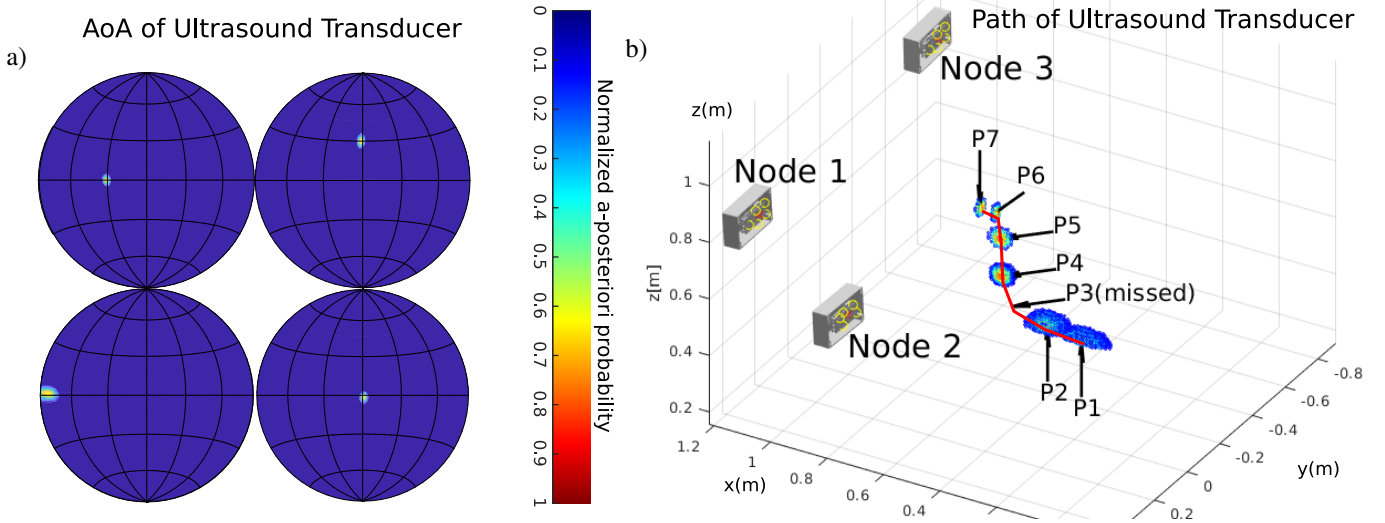 AoA of Ultrasound Transducer
a)
0
0.1
0.2
0.3
0.4
0.5
0.6
0.7
0.8
0.9
1
Normalized a-posteriori probability
b)
Path of Ultrasound Transducer
Node 3
z(m)
P7
Node 1
P6
1
P5
0.8
P4
z[m]
P3(missed)
0.6
Node 2
0.4
P2
P1
0.2
1.2
1
0.8
0.6
0.4
x(m)
-0.8
-0.6
-0.4
-0.2
0
0.2
y(m)